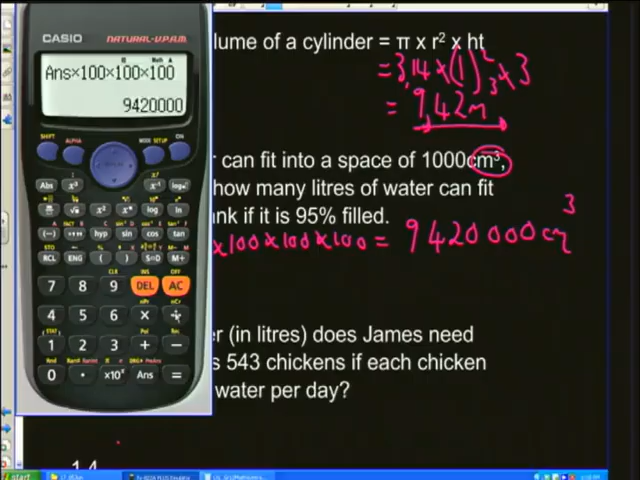 CASIO NATURAL-V.P.A.M.
Ans×100×100×100
9420000
SHIFT ALPHA MODE SETUP ON
Abs x³ x⁻¹
log sin cos tan
RCL ENG ( ) S⇔D M+
7 8 9 DEL AC
4 5 6 × ÷
1 2 3 + −
0 . ×10ˣ Ans =
lume of a cylinder = π x r² x ht
= 3,14 × (1)² × 3
= 9,42m³
r can fit into a space of 1000cm³,
how many litres of water can fit
nk if it is 95% filled.
×100×100×100 = 9420000cm³
er (in litres) does James need
s 543 chickens if each chicken
water per day?
start